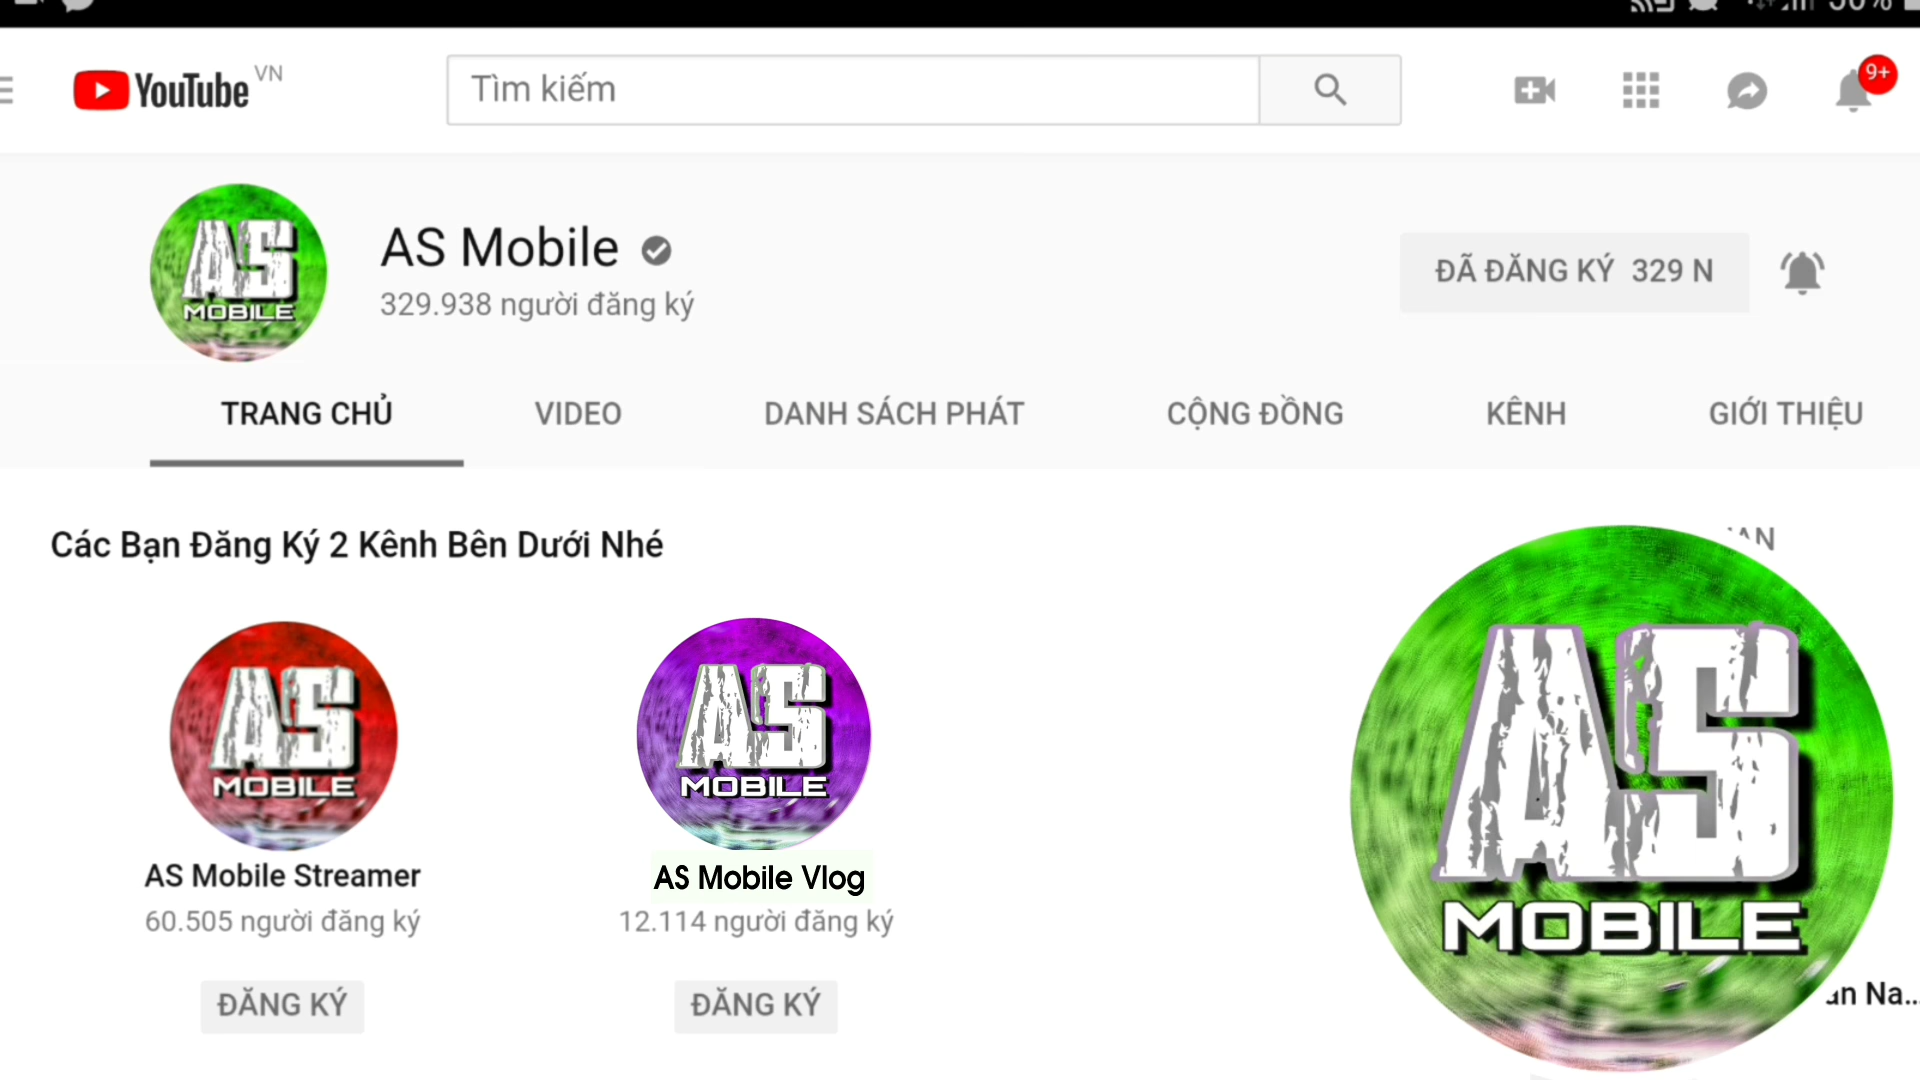 YouTube VN
Tìm kiếm
9+
AS
MOBILE
AS Mobile
329.938 người đăng ký
ĐÃ ĐĂNG KÝ 329 N
TRANG CHỦ
VIDEO
DANH SÁCH PHÁT
CỘNG ĐỒNG
KÊNH
GIỚI THIỆU
Các Bạn Đăng Ký 2 Kênh Bên Dưới Nhé
AS
MOBILE
AS Mobile Streamer
60.505 người đăng ký
ĐĂNG KÝ
AS
MOBILE
AS Mobile Vlog
12.114 người đăng ký
ĐĂNG KÝ
AS
MOBILE